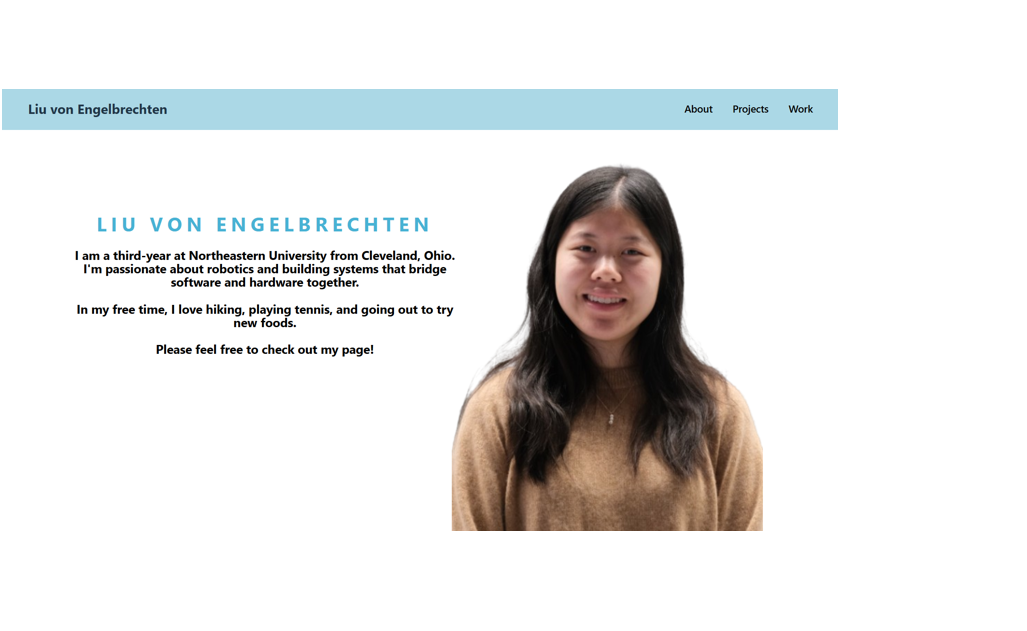 Liu von Engelbrechten
About Projects Work
LIU VON ENGELBRECHTEN
I am a third-year at Northeastern University from Cleveland, Ohio.
I'm passionate about robotics and building systems that bridge
software and hardware together.
In my free time, I love hiking, playing tennis, and going out to try
new foods.
Please feel free to check out my page!